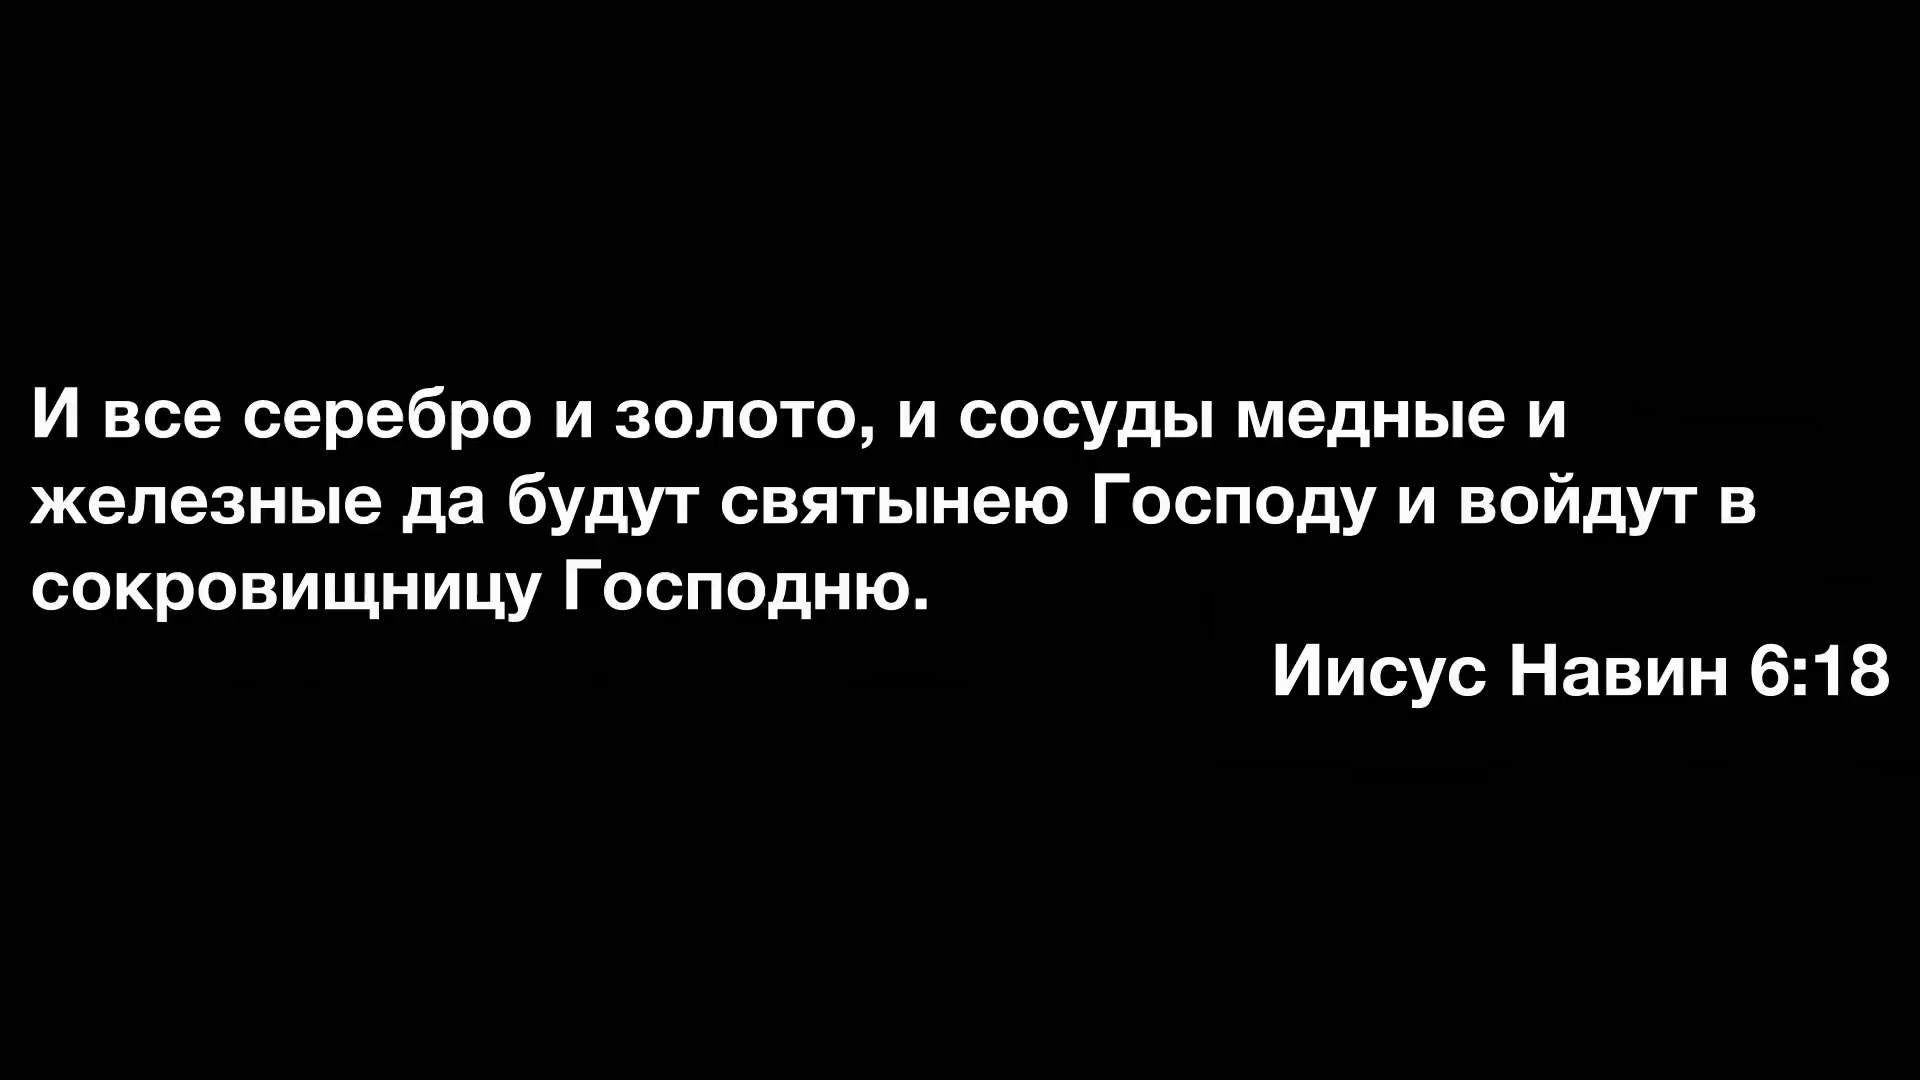 И все серебро и золото, и сосуды медные и
железные да будут святынею Господу и войдут в
сокровищницу Господню.
Иисус Навин 6:18